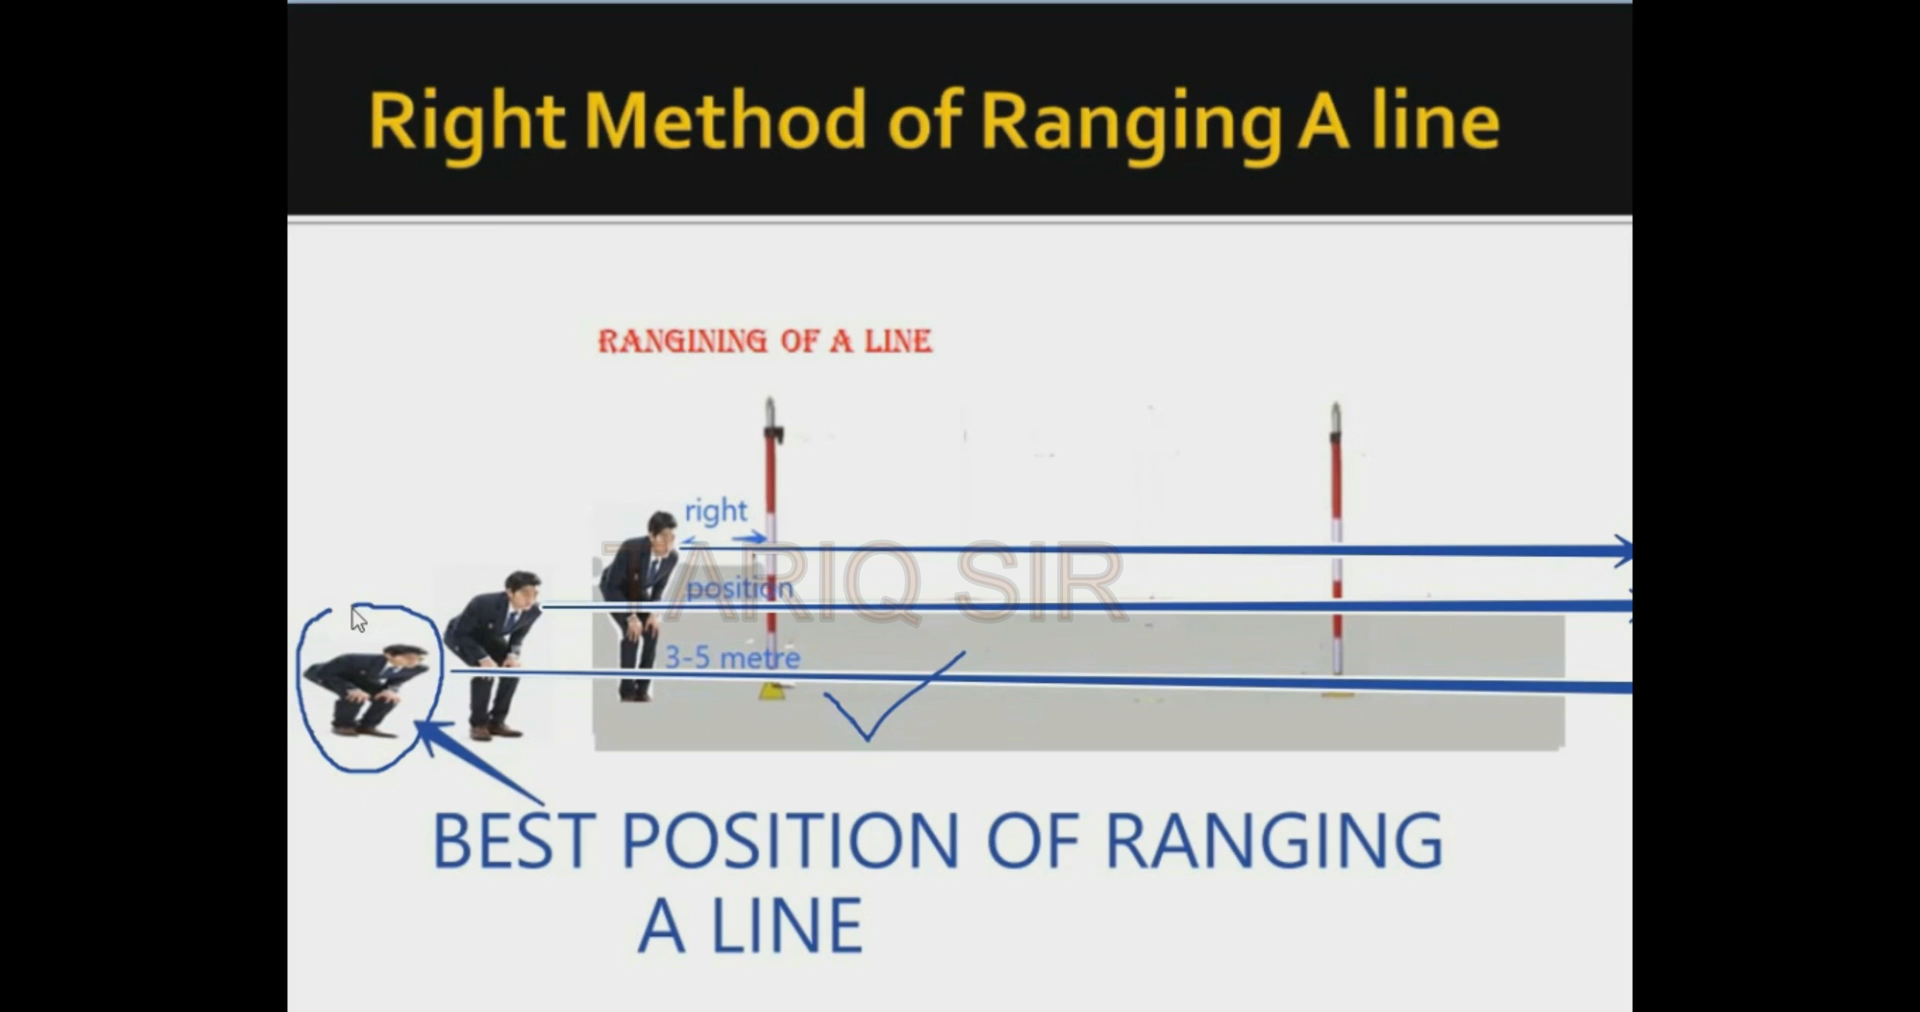 Right Method of Ranging A line
RANGINING OF A LINE
right
TARIQ SIR
position
3-5 metre
BEST POSITION OF RANGING
A LINE